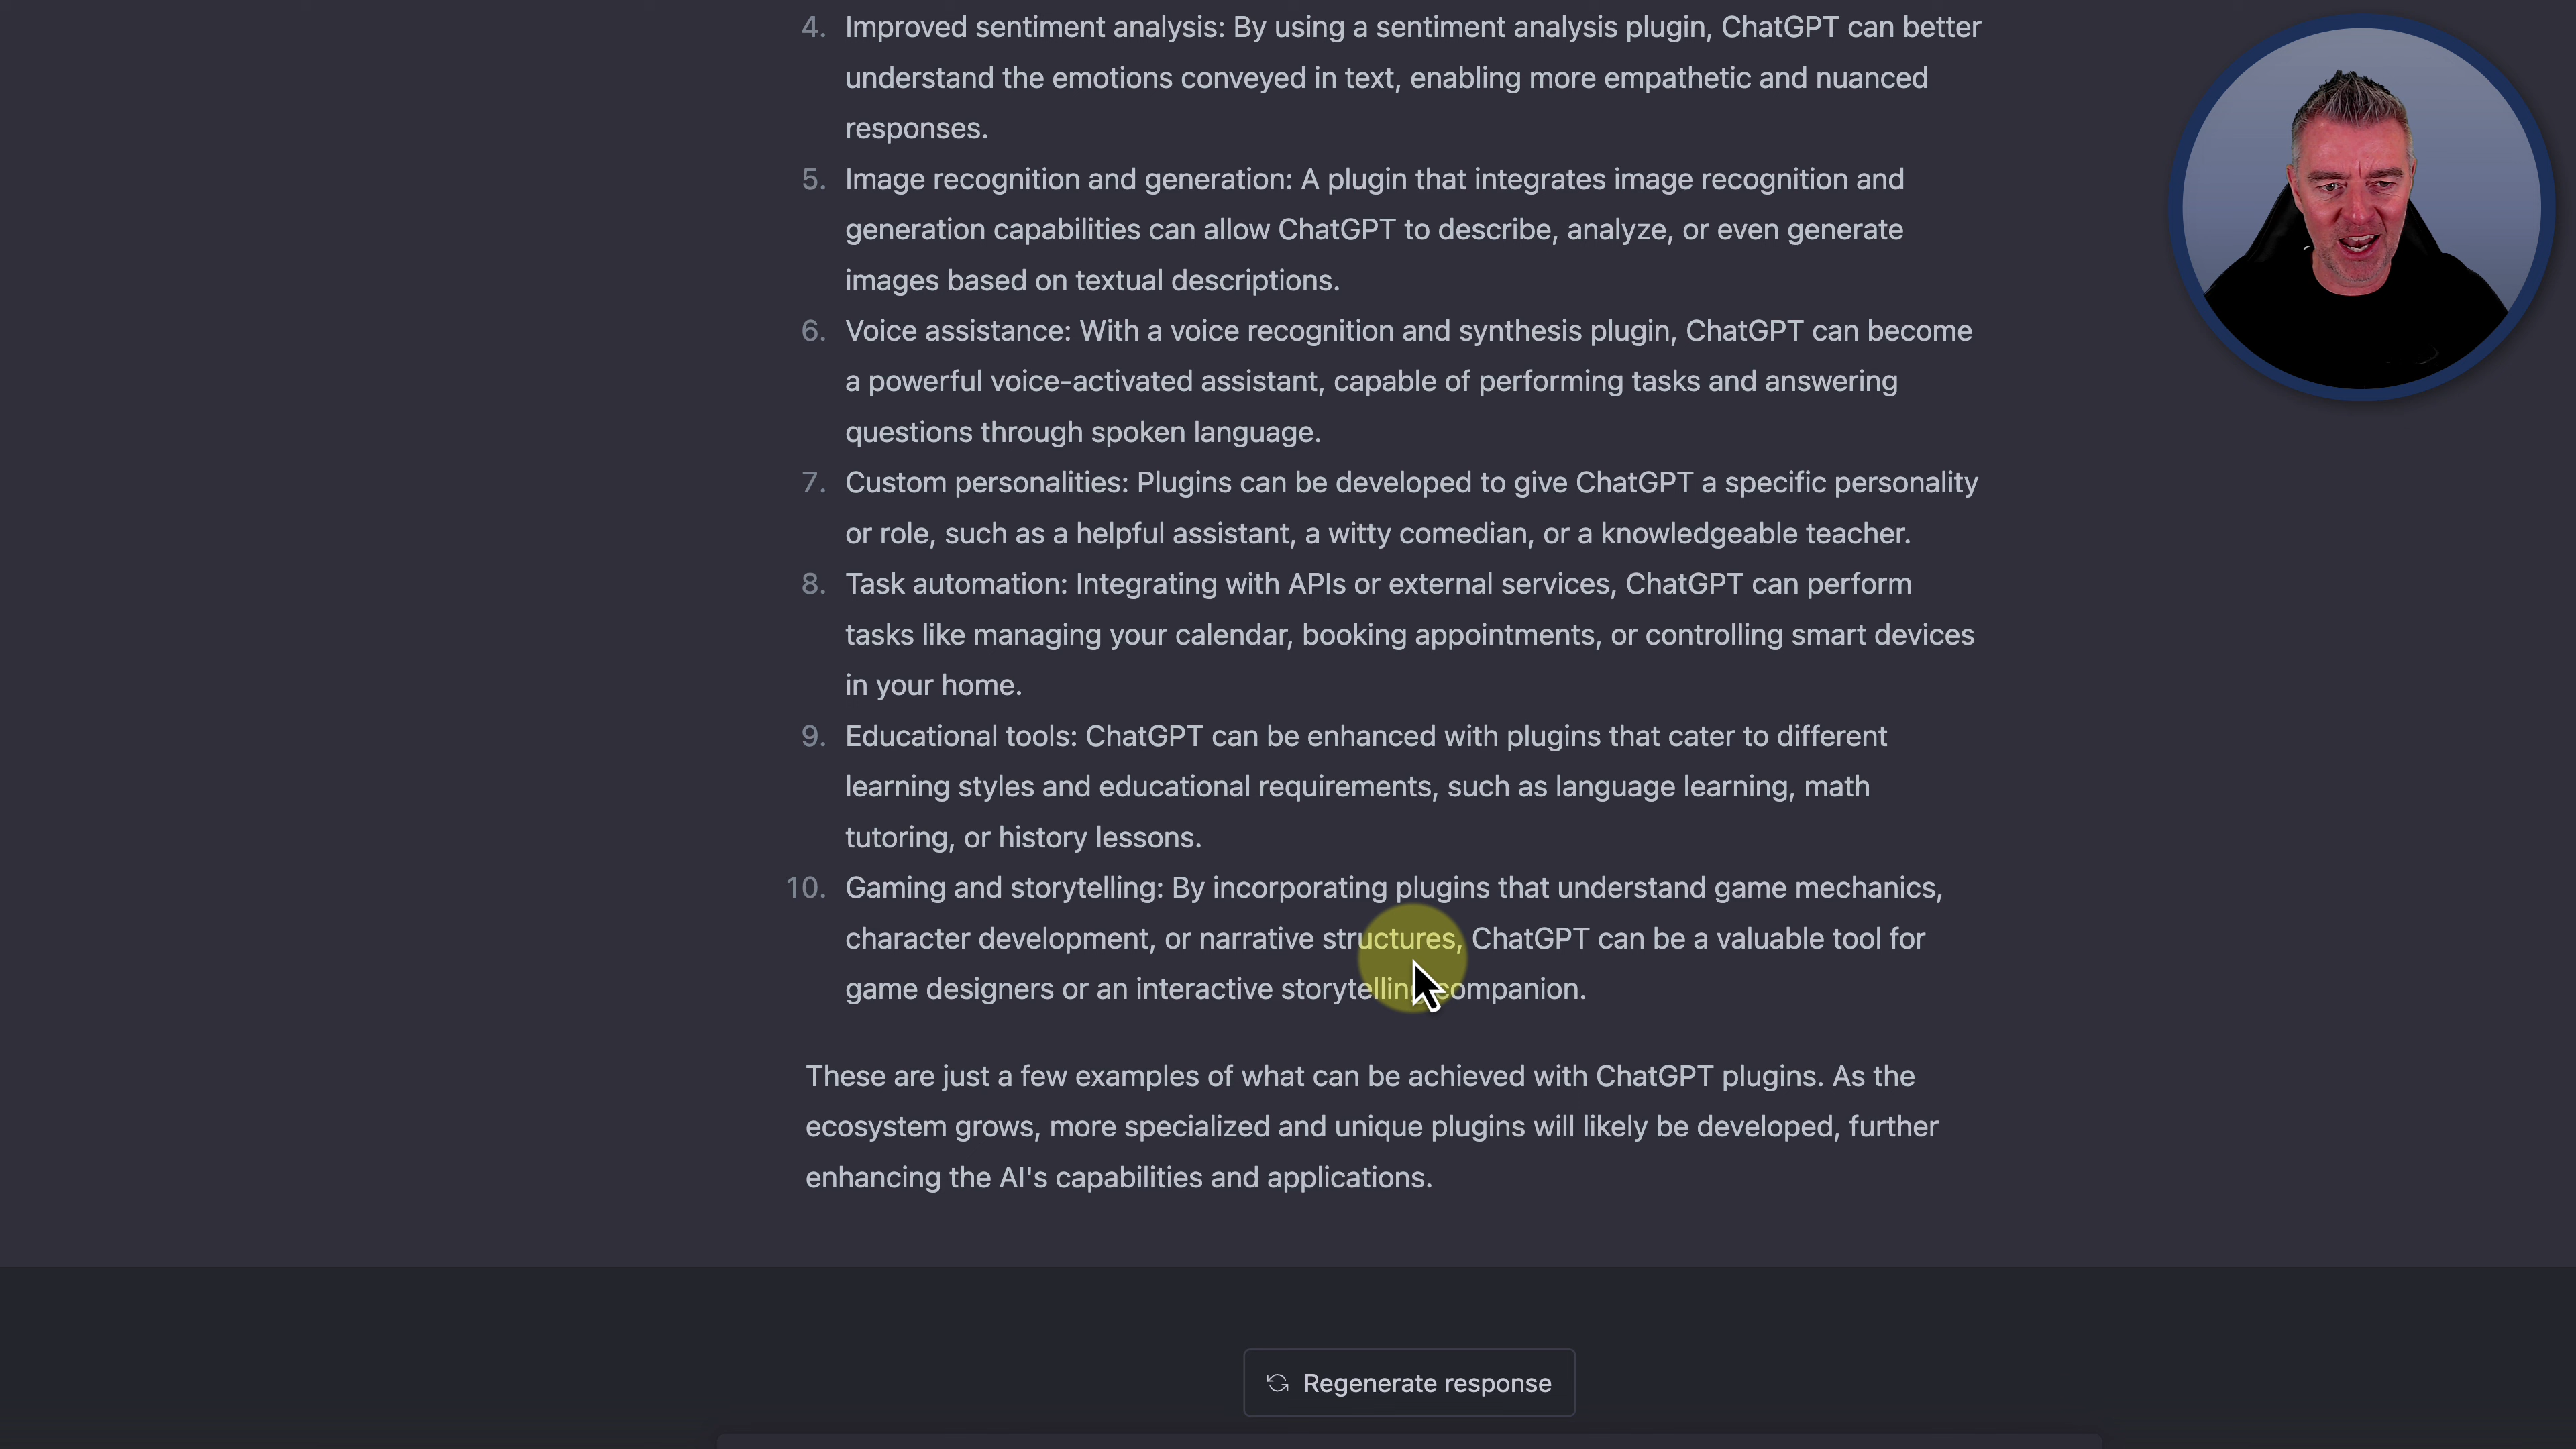 4. Improved sentiment analysis: By using a sentiment analysis plugin, ChatGPT can better
understand the emotions conveyed in text, enabling more empathetic and nuanced
responses.
5. Image recognition and generation: A plugin that integrates image recognition and
generation capabilities can allow ChatGPT to describe, analyze, or even generate
images based on textual descriptions.
6. Voice assistance: With a voice recognition and synthesis plugin, ChatGPT can become
a powerful voice-activated assistant, capable of performing tasks and answering
questions through spoken language.
7. Custom personalities: Plugins can be developed to give ChatGPT a specific personality
or role, such as a helpful assistant, a witty comedian, or a knowledgeable teacher.
8. Task automation: Integrating with APIs or external services, ChatGPT can perform
tasks like managing your calendar, booking appointments, or controlling smart devices
in your home.
9. Educational tools: ChatGPT can be enhanced with plugins that cater to different
learning styles and educational requirements, such as language learning, math
tutoring, or history lessons.
10. Gaming and storytelling: By incorporating plugins that understand game mechanics,
character development, or narrative structures, ChatGPT can be a valuable tool for
game designers or an interactive storytelling companion.
These are just a few examples of what can be achieved with ChatGPT plugins. As the
ecosystem grows, more specialized and unique plugins will likely be developed, further
enhancing the AI's capabilities and applications.
Regenerate response